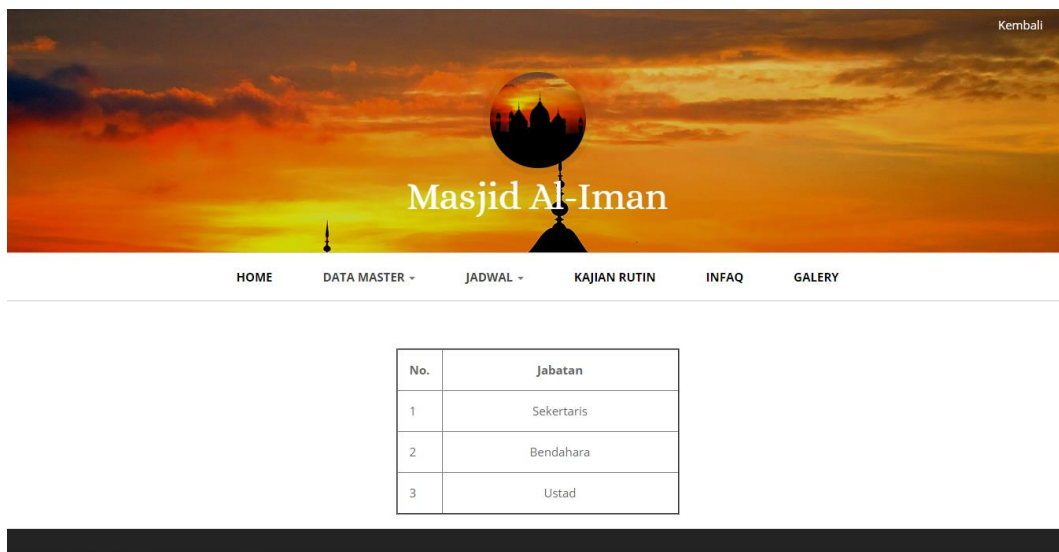 Kembali
Masjid Al-Iman
HOME DATA MASTER JADWAL KAJIAN RUTIN INFAQ GALERY
No. Jabatan
1 Sekertaris
2 Bendahara
3 Ustad